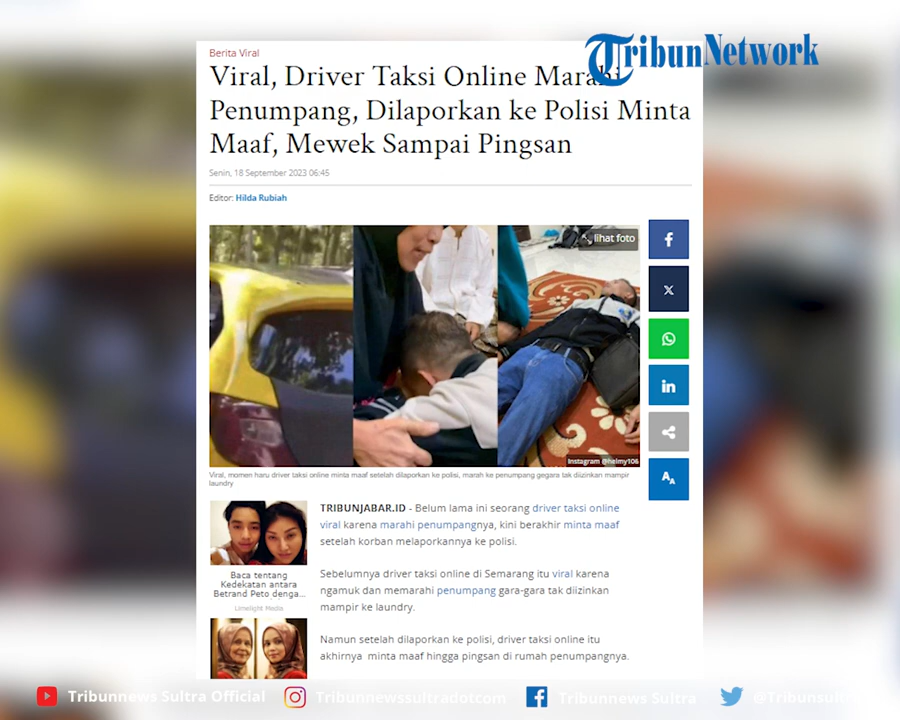 TribunNetwork
Berita Viral
Viral, Driver Taksi Online Marahi
Penumpang, Dilaporkan ke Polisi Minta
Maaf, Mewek Sampai Pingsan
Senin, 18 September 2023 06:45
Editor: Hilda Rubiah
lihat foto
Instagram @helmy106
Viral, momen haru driver taksi online minta maaf setelah dilaporkan ke polisi, marah ke penumpang gegara tak diizinkan mampir
laundry
TRIBUNJABAR.ID - Belum lama ini seorang driver taksi online
viral karena marahi penumpangnya, kini berakhir minta maaf
setelah korban melaporkannya ke polisi.
Sebelumnya driver taksi online di Semarang itu viral karena
ngamuk dan memarahi penumpang gara-gara tak diizinkan
mampir ke laundry.
Namun setelah dilaporkan ke polisi, driver taksi online itu
akhirnya minta maaf hingga pingsan di rumah penumpangnya.
Baca tentang
Kedekatan antara
Betrand Peto denga...
Limelight Media
Tribunnews Sultra Official
Tribunnewssultradotcom
Tribunnews Sultra